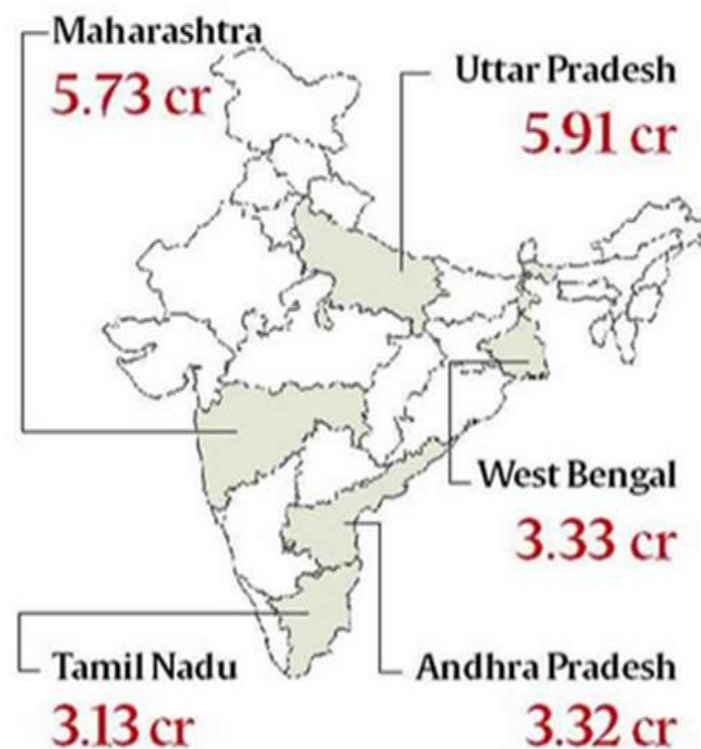 Maharashtra
5.73 cr
Uttar Pradesh
5.91 cr
West Bengal
3.33 cr
Tamil Nadu
3.13 cr
Andhra Pradesh
3.32 cr